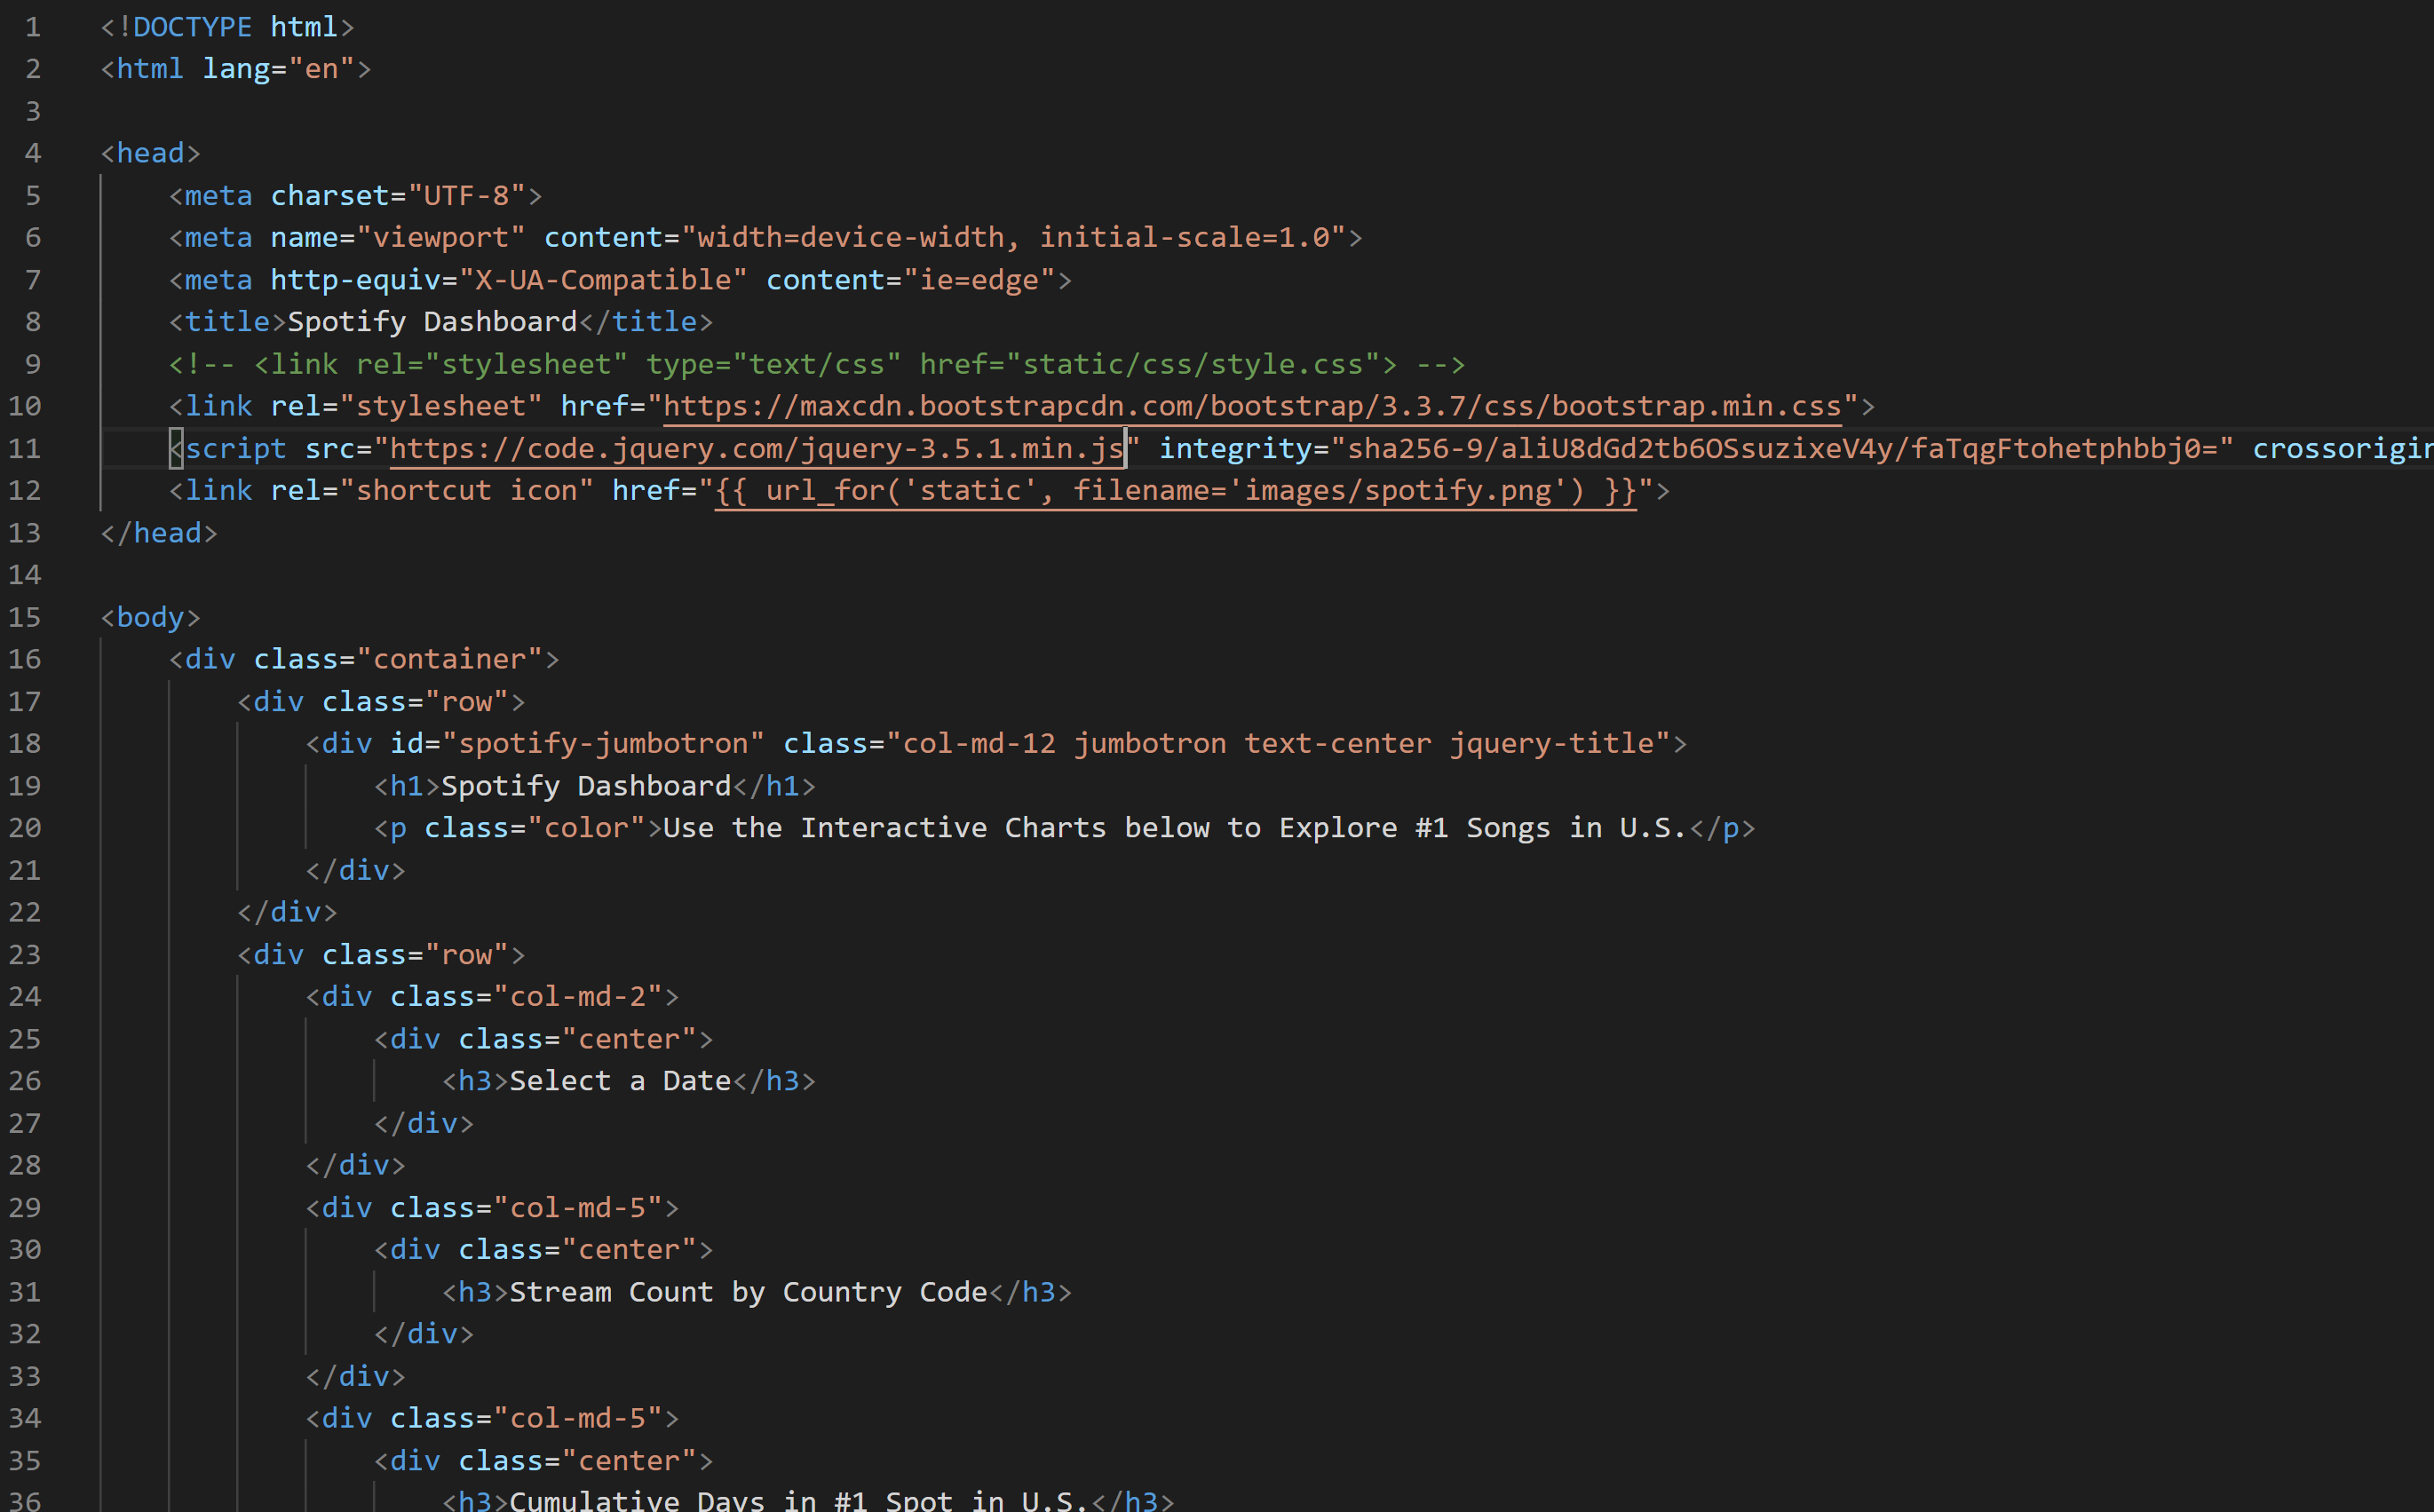 1 <!DOCTYPE html>
2 <html lang="en">
3
4 <head>
5 <meta charset="UTF-8">
6 <meta name="viewport" content="width=device-width, initial-scale=1.0">
7 <meta http-equiv="X-UA-Compatible" content="ie=edge">
8 <title>Spotify Dashboard</title>
9 <!-- <link rel="stylesheet" type="text/css" href="static/css/style.css"> -->
10 <link rel="stylesheet" href="https://maxcdn.bootstrapcdn.com/bootstrap/3.3.7/css/bootstrap.min.css">
11 <script src="https://code.jquery.com/jquery-3.5.1.min.js" integrity="sha256-9/aliU8dGd2tb6OSsuzixeV4y/faTqgFtohetphbbj0=" crossorigin
12 <link rel="shortcut icon" href="{{ url_for('static', filename='images/spotify.png') }}">
13 </head>
14
15 <body>
16 <div class="container">
17 <div class="row">
18 <div id="spotify-jumbotron" class="col-md-12 jumbotron text-center jquery-title">
19 <h1>Spotify Dashboard</h1>
20 <p class="color">Use the Interactive Charts below to Explore #1 Songs in U.S.</p>
21 </div>
22 </div>
23 <div class="row">
24 <div class="col-md-2">
25 <div class="center">
26 <h3>Select a Date</h3>
27 </div>
28 </div>
29 <div class="col-md-5">
30 <div class="center">
31 <h3>Stream Count by Country Code</h3>
32 </div>
33 </div>
34 <div class="col-md-5">
35 <div class="center">
36 <h3>Cumulative Days in #1 Spot in U.S.</h3>